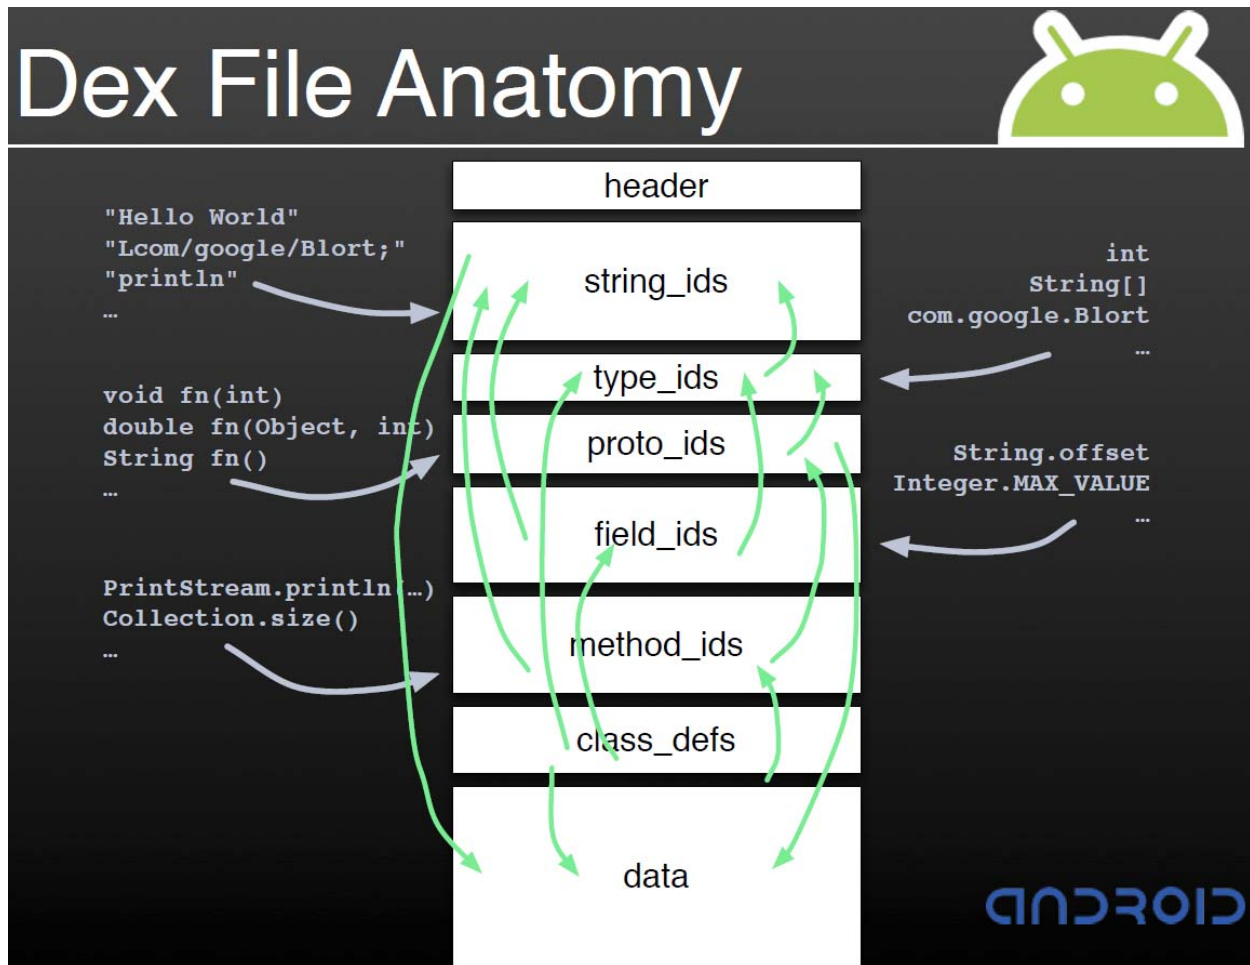 Dex File Anatomy
header
"Hello World"
"Lcom/google/Blort;"
"println"
…
string_ids
int
String[]
com.google.Blort
…
type_ids
void fn(int)
double fn(Object, int)
String fn()
…
proto_ids
String.offset
Integer.MAX_VALUE
…
field_ids
PrintStream.println(…)
Collection.size()
…
method_ids
class_defs
data
ANDROID